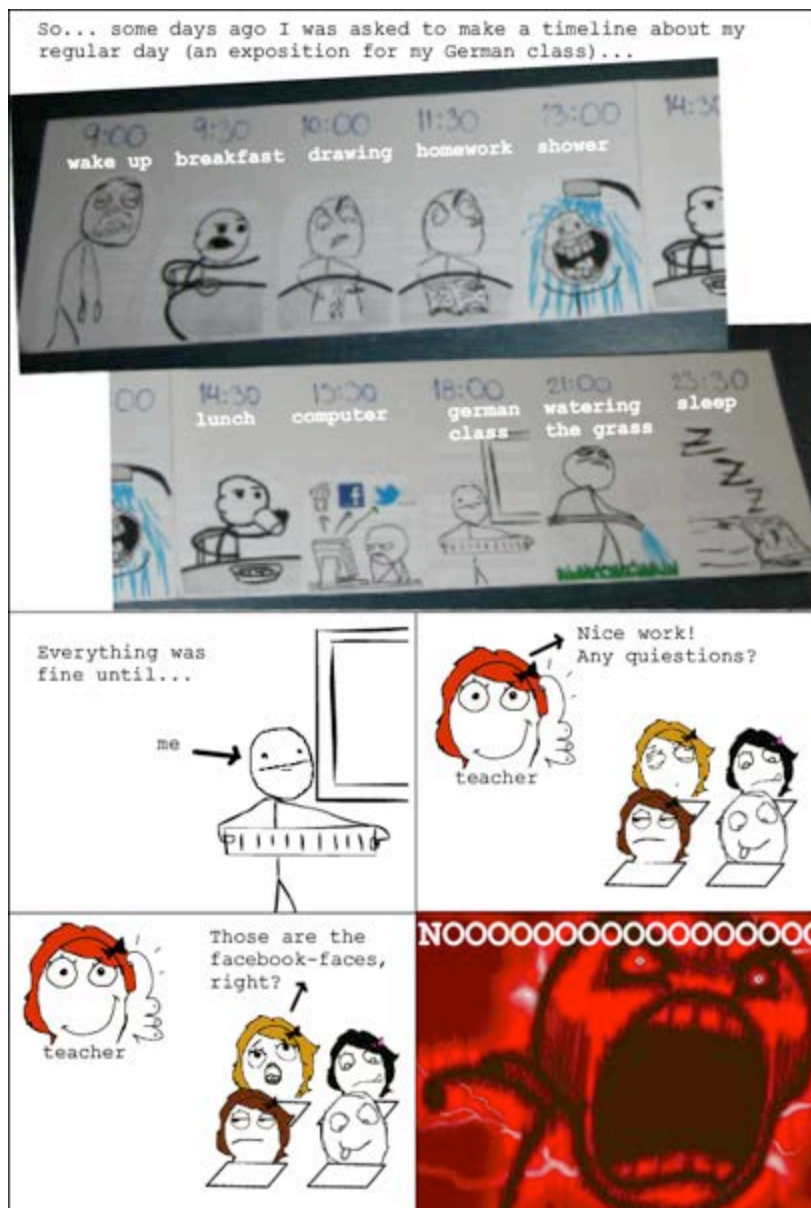 So... some days ago I was asked to make a timeline about my
regular day (an exposition for my German class)...
9:00 9:30 10:00 11:30 13:00 14:3
wake up breakfast drawing homework shower
00 14:30 18:00 21:00 23:30
lunch computer german class watering the grass sleep
f
Z
Z
Z
Everything was
fine until...
me
Nice work!
Any quiestions?
teacher
Those are the
facebook-faces,
right?
teacher
NOOOOOOOOOOOOOOOOOO